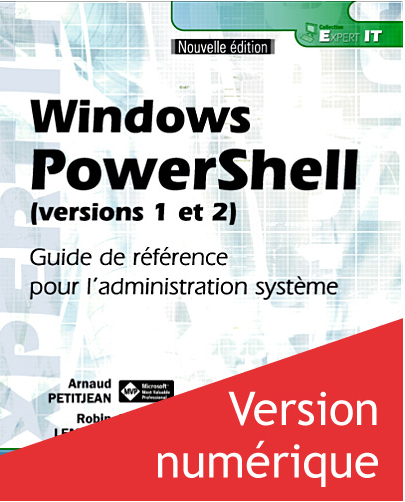 Nouvelle édition
Collection
EXPERT IT
Windows
PowerShell
(versions 1 et 2)
Guide de référence
pour l'administration système
Arnaud
PETITJEAN
MVP
Microsoft
Most Valuable
Professional
Robin
Version
numérique